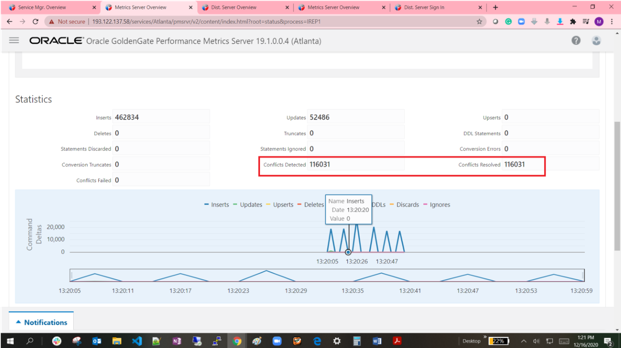 Service Mgr. Overview
Metrics Server Overview
Dist. Server Overview
Metrics Server Overview
Dist. Server Sign In
Not secure | 193.122.137.58/services/Atlanta/pmsrvr/v2/content/index.html?root=status&process=IREP1
ORACLE Oracle GoldenGate Performance Metrics Server 19.1.0.0.4 (Atlanta)
Statistics
Inserts 462834 Updates 52486 Upserts 0
Deletes 0 Truncates 0 DDL Statements 0
Statements Discarded 0 Statements Ignored 0 Conversion Errors 0
Conversion Truncates 0 Conflicts Detected 116031 Conflicts Resolved 116031
Conflicts Failed 0
Inserts Updates Upserts Deletes DDLs Discards Ignores
Name Inserts
Date 13:20:20
Value 0
Command Deltas
20,000
10,000
0
13:20:05 13:20:26 13:20:47
13:20:05 13:20:11 13:20:17 13:20:23 13:20:29 13:20:35 13:20:41 13:20:47 13:20:53 13:20:59
Notifications
Desktop
1:21 PM
12/16/2020